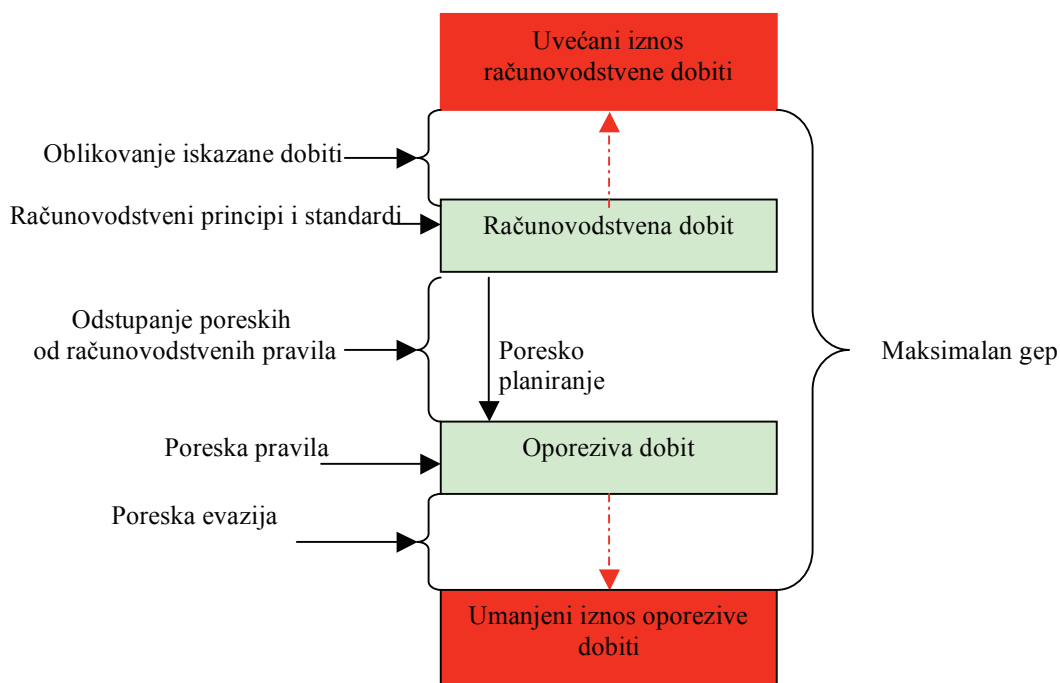 Uvećani iznos
računovodstvene dobiti
Oblikovanje iskazane dobiti
Računovodstveni principi i standardi
Računovodstvena dobit
Odstupanje poreskih
od računovodstvenih pravila
Poresko
planiranje
Maksimalan gep
Poreska pravila
Oporeziva dobit
Poreska evazija
Umanjeni iznos oporezive
dobiti